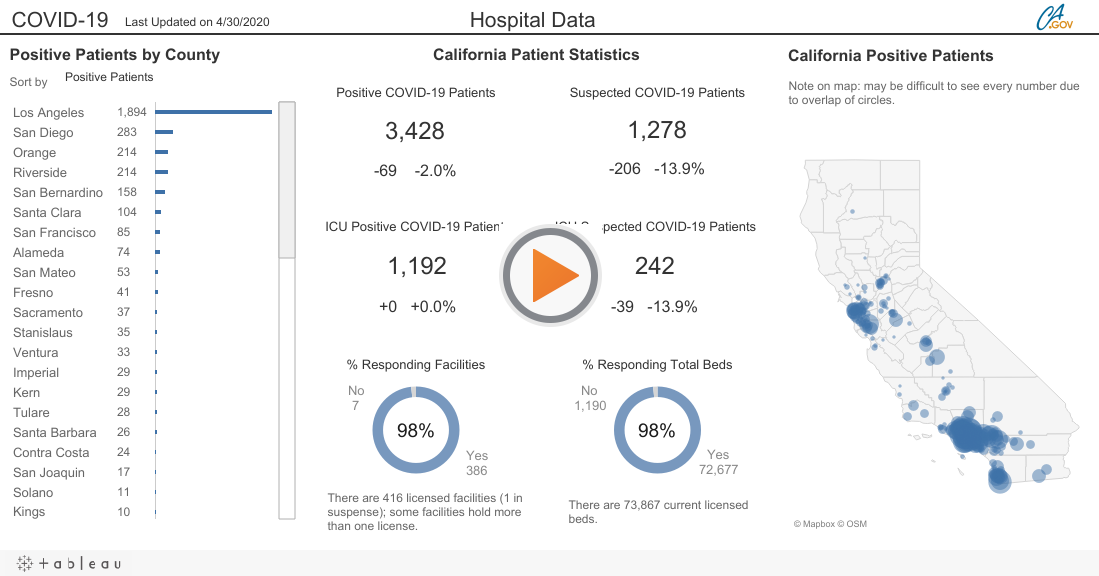 COVID-19 Last Updated on 4/30/2020
Hospital Data
CA
.GOV
Positive Patients by County
Sort by Positive Patients
Los Angeles 1,894
San Diego 283
Orange 214
Riverside 214
San Bernardino 158
Santa Clara 104
San Francisco 85
Alameda 74
San Mateo 53
Fresno 41
Sacramento 37
Stanislaus 35
Ventura 33
Imperial 29
Kern 29
Tulare 28
Santa Barbara 26
Contra Costa 24
San Joaquin 17
Solano 11
Kings 10
California Patient Statistics
Positive COVID-19 Patients
3,428
-69 -2.0%
Suspected COVID-19 Patients
1,278
-206 -13.9%
ICU Positive COVID-19
1,192
+0 +0.0%
COVID-19 Patients
242
-39 -13.9%
% Responding Facilities
No
7
98%
Yes
386
There are 416 licensed facilities (1 in
suspense); some facilities hold more
than one license.
% Responding Total Beds
No
1,190
98%
Yes
72,677
There are 73,867 current licensed
beds.
California Positive Patients
Note on map: may be difficult to see every number due
to overlap of circles.
© Mapbox © OSM
+ableau